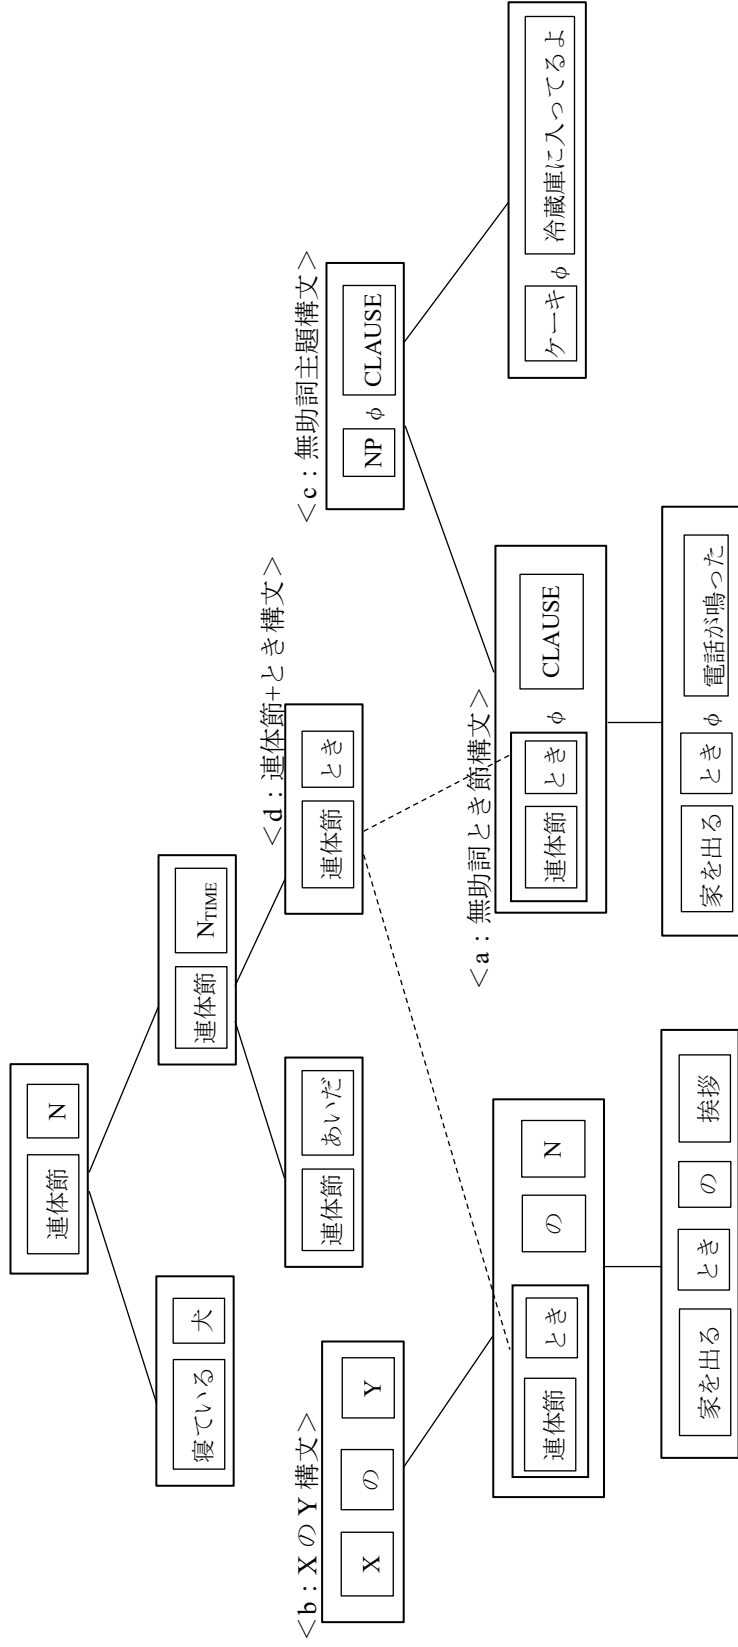 連体節 N
寝ている 犬
連体節 NTIME
<b:XのY構文>
X の Y
連体節 あいだ
<d:連体節+とき構文>
連体節 とき
<c:無助詞主題構文>
NP φ CLAUSE
連体節 とき の N
<a:無助詞とき節構文>
連体節 とき φ CLAUSE
ケーキ φ 冷蔵庫に入ってるよ
家を出る とき の 挨拶
家を出る とき φ 電話が鳴った